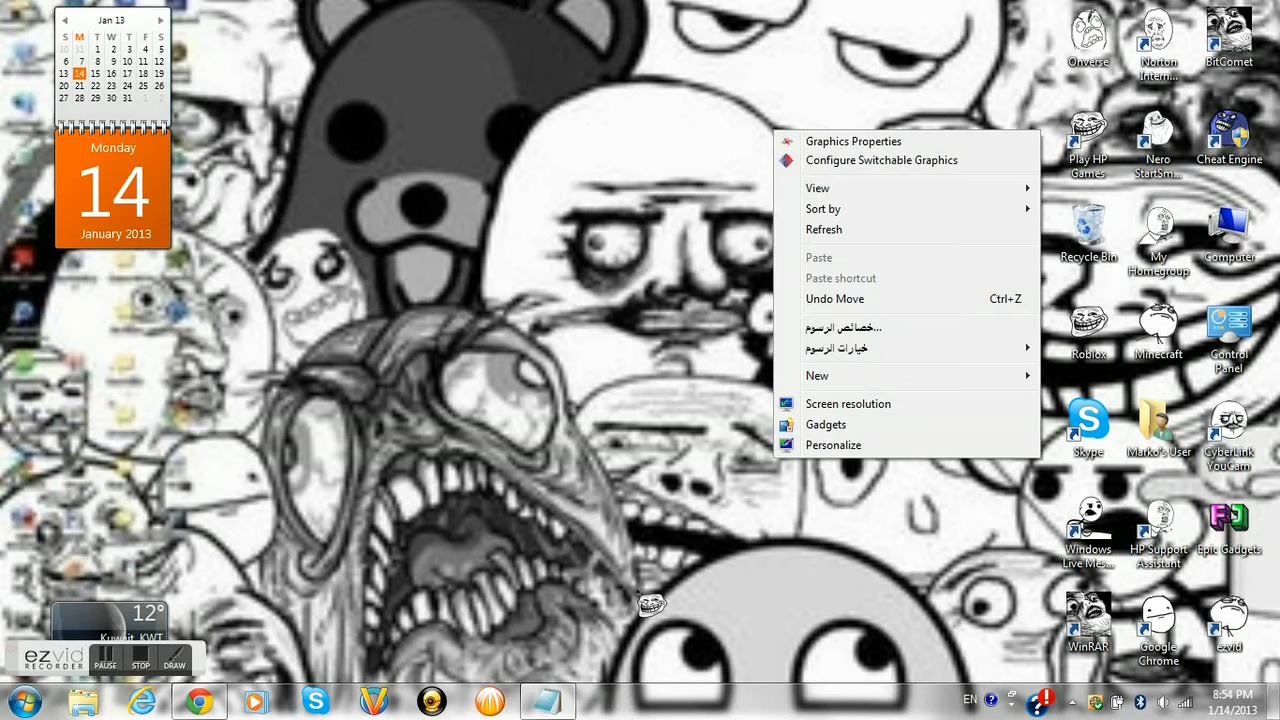 Jan 13
S M T W T F S
30 31 1 2 3 4 5
6 7 8 9 10 11 12
13 14 15 16 17 18 19
20 21 22 23 24 25 26
27 28 29 30 31 1 2
Monday
14
January 2013
Graphics Properties
Configure Switchable Graphics
View
Sort by
Refresh
Paste
Paste shortcut
Undo Move Ctrl+Z
خصائص الرسوم...
خيارات الرسوم
New
Screen resolution
Gadgets
Personalize
Onverse
Norton
Intern...
BitComet
Play HP
Games
Nero
StartSm...
Cheat Engine
Recycle Bin
My
Homegroup
Computer
Roblox
Minecraft
Control
Panel
Skype
Marko's User
CyberLink
YouCam
Windows
Live Mes...
HP Support
Assistant
Epic Gadgets
WinRAR
Google
Chrome
ezvid
12°
Kuwait, KWT
ezvid
RECORDER
PAUSE
STOP
DRAW
EN
8:54 PM
1/14/2013